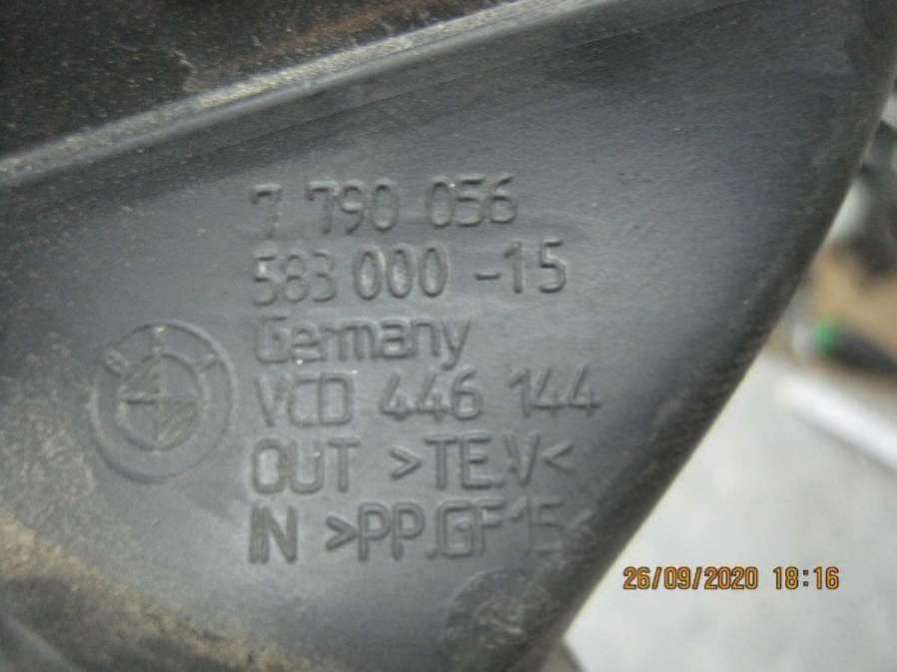 7 790 056
583 000 -15
Germany
VCD 446 144
OUT >TE.V<
IN >PP.GF15<
26/09/2020 18:16